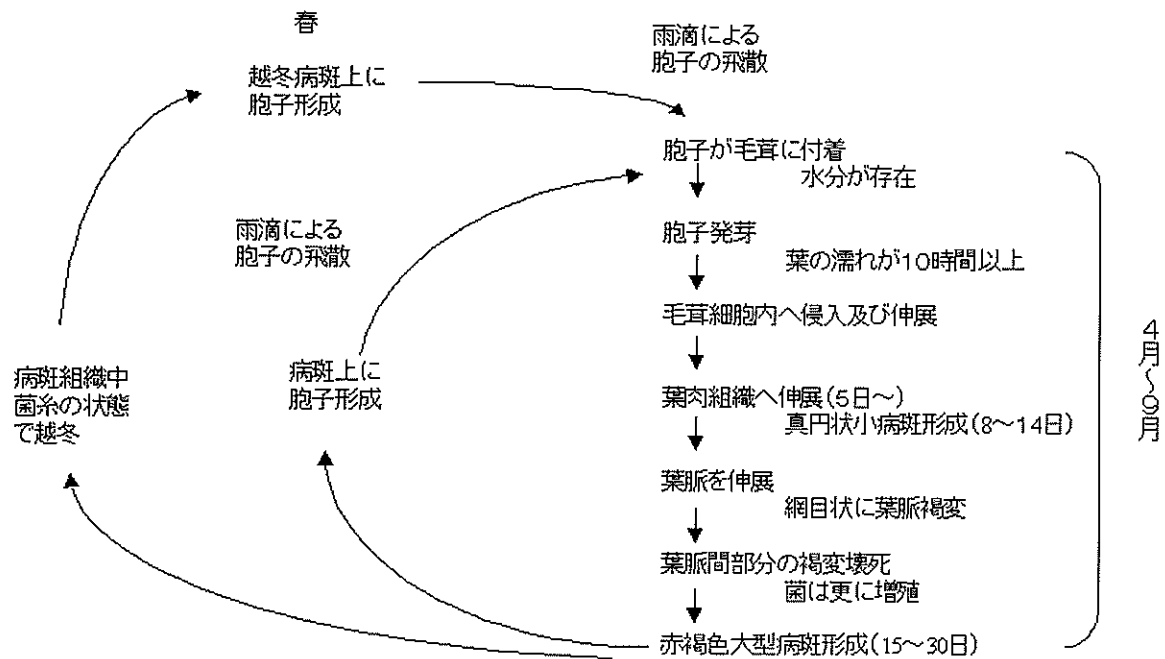 春
越冬病斑上に
胞子形成
雨滴による
胞子の飛散
胞子が毛茸に付着
水分が存在
胞子発芽
葉の濡れが10時間以上
毛茸細胞内へ侵入及び伸展
葉肉組織へ伸展(5日〜)
真円状小病斑形成(8〜14日)
葉脈を伸展
網目状に葉脈褐変
葉脈間部分の褐変壊死
菌は更に増殖
赤褐色大型病斑形成(15〜30日)
4月〜9月
雨滴による
胞子の飛散
病斑上に
胞子形成
病斑組織中
菌糸の状態
で越冬